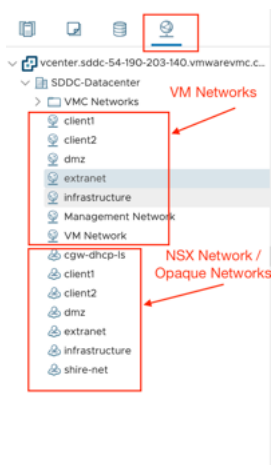 vcenter.sddc-54-190-203-140.vmwarevmc.c...
SDDC-Datacenter
VMC Networks
VM Networks
client1
client2
dmz
extranet
infrastructure
Management Network
VM Network
cgw-dhcp-ls
NSX Network /
client1
Opaque Networks
client2
dmz
extranet
infrastructure
shire-net